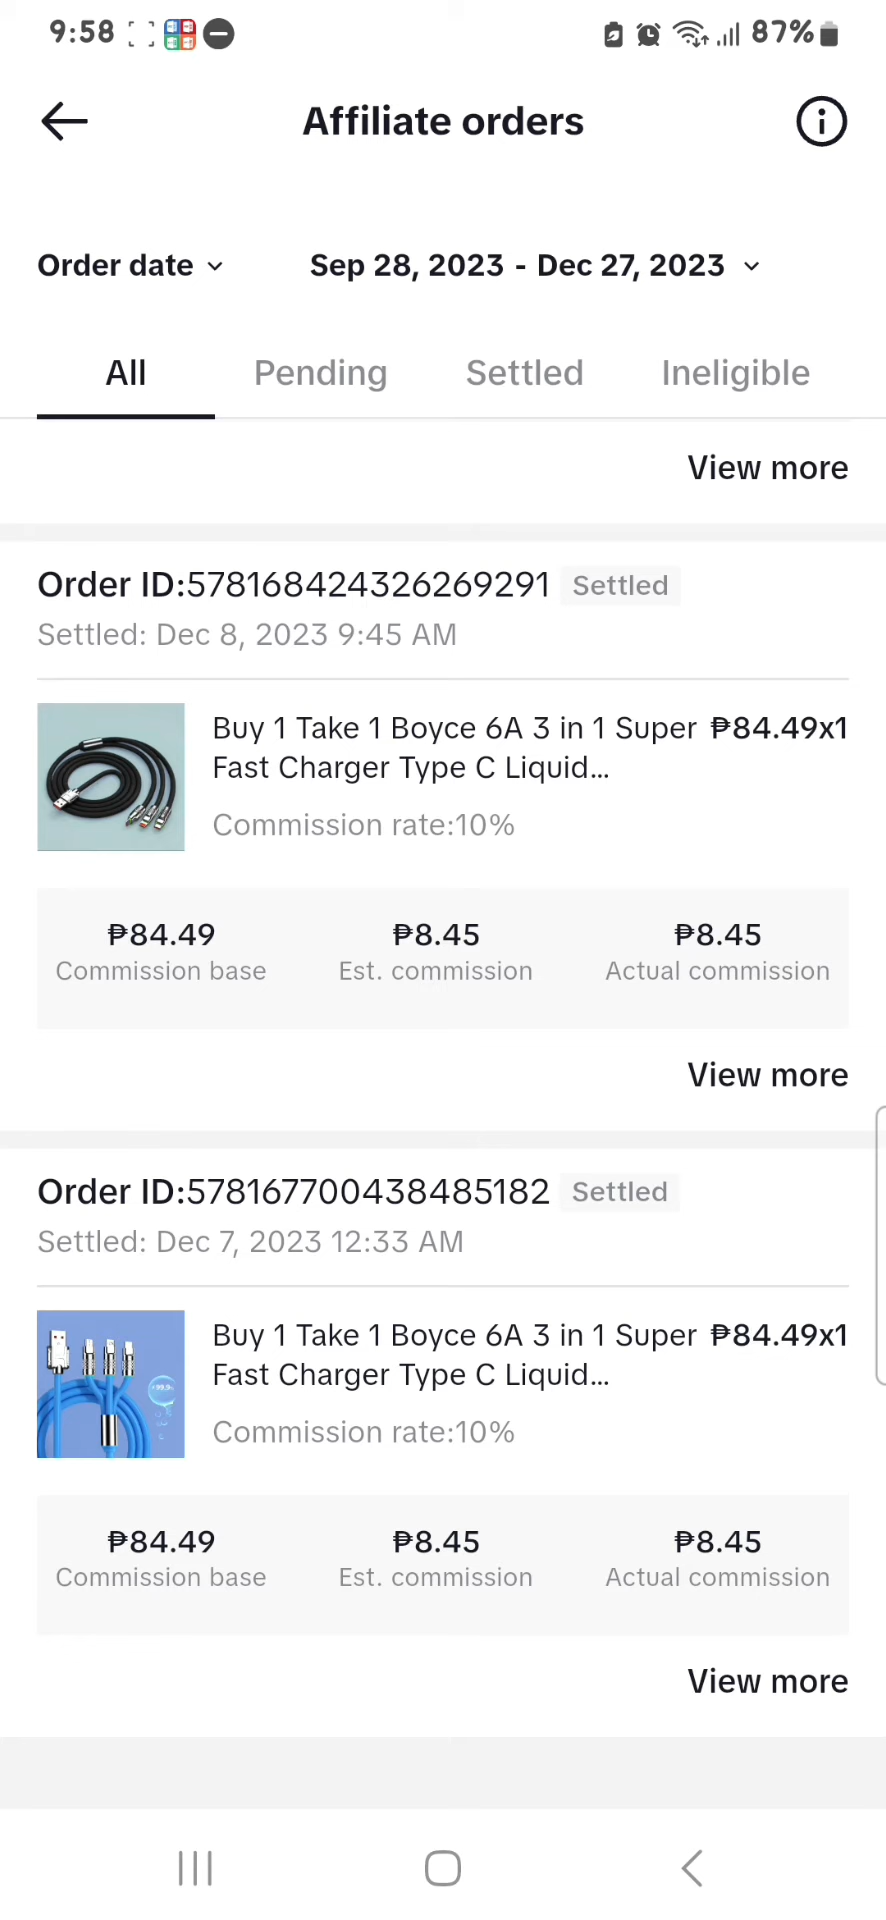 9:58
87%
Affiliate orders
Order date
Sep 28, 2023 - Dec 27, 2023
All
Pending
Settled
Ineligible
View more
Order ID:578168424326269291 Settled
Settled: Dec 8, 2023 9:45 AM
Buy 1 Take 1 Boyce 6A 3 in 1 Super ₱84.49x1
Fast Charger Type C Liquid...
Commission rate:10%
₱84.49 ₱8.45 ₱8.45
Commission base Est. commission Actual commission
View more
Order ID:578167700438485182 Settled
Settled: Dec 7, 2023 12:33 AM
Buy 1 Take 1 Boyce 6A 3 in 1 Super ₱84.49x1
Fast Charger Type C Liquid...
Commission rate:10%
₱84.49 ₱8.45 ₱8.45
Commission base Est. commission Actual commission
View more